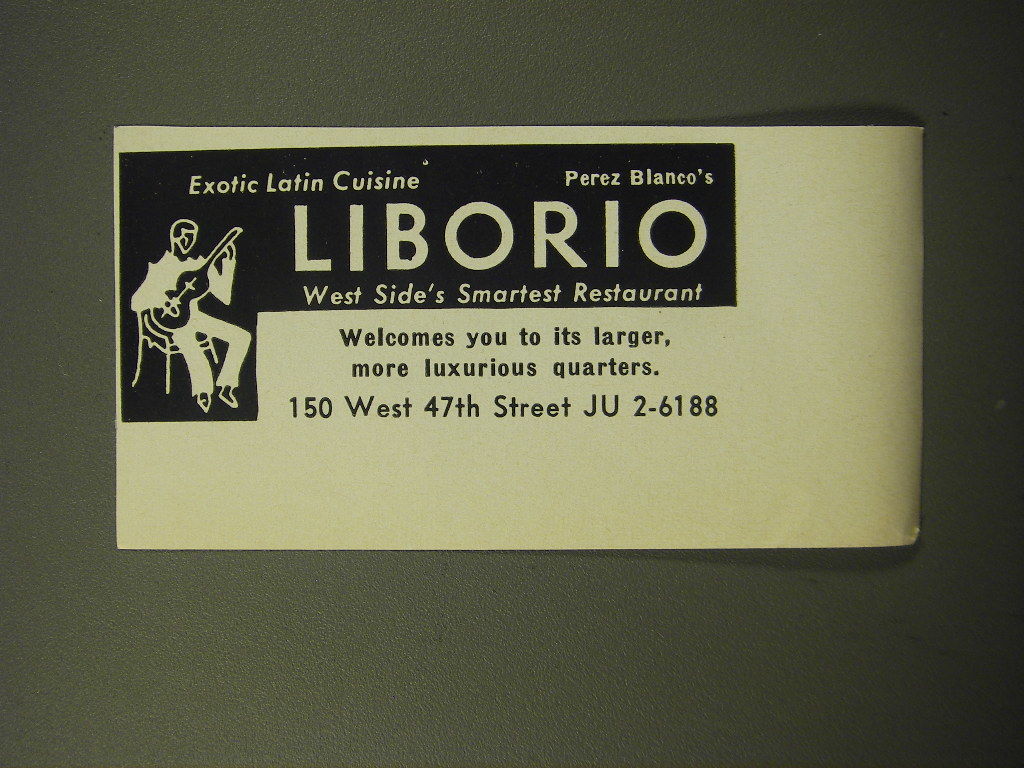 Exotic Latin Cuisine
Perez Blanco's
LIBORIO
West Side's Smartest Restaurant
Welcomes you to its larger,
more luxurious quarters.
150 West 47th Street JU 2-6188